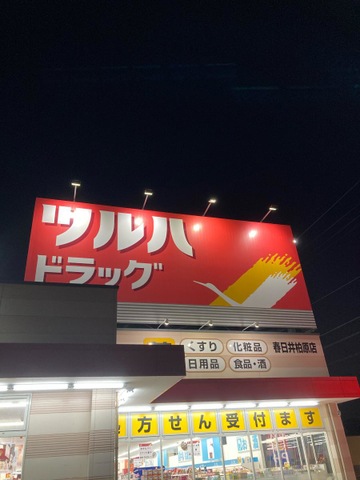 ツルハ
ドラッグ
くすり 化粧品 春日井柏原店
日用品 食品・酒
方せん受付ます